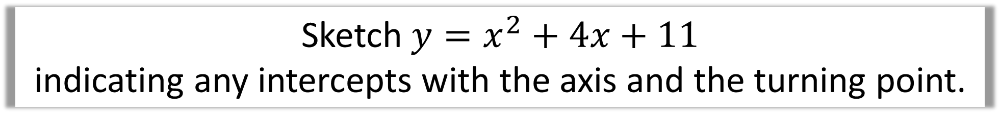 Sketch y = x² + 4x + 11
indicating any intercepts with the axis and the turning point.